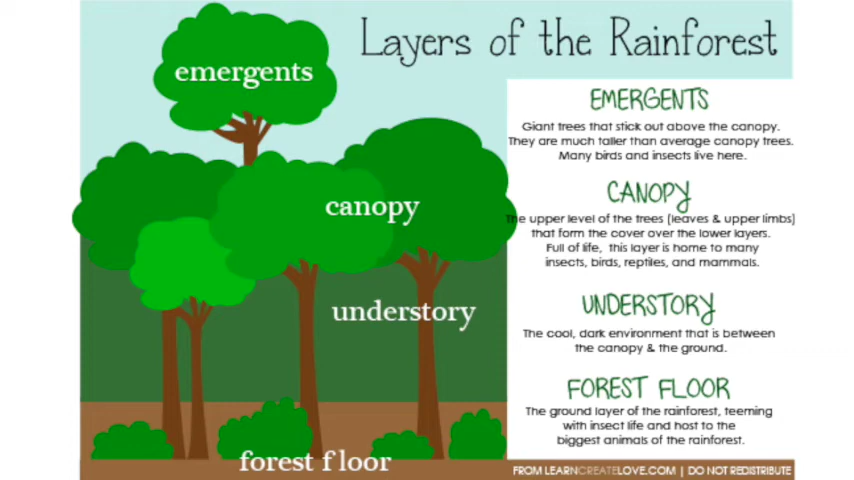 Layers of the Rainforest
emergents
canopy
understory
forest floor
EMERGENTS
Giant trees that stick out above the canopy.
They are much taller than average canopy trees.
Many birds and insects live here.
CANOPY
The upper level of the trees (leaves & upper limbs)
that form the cover over the lower layers.
Full of life, this layer is home to many
insects, birds, reptiles, and mammals.
UNDERSTORY
The cool, dark environment that is between
the canopy & the ground.
FOREST FLOOR
The ground layer of the rainforest, teeming
with insect life and host to the
biggest animals of the rainforest.
FROM LEARNCREATELOVE.COM | DO NOT REDISTRIBUTE